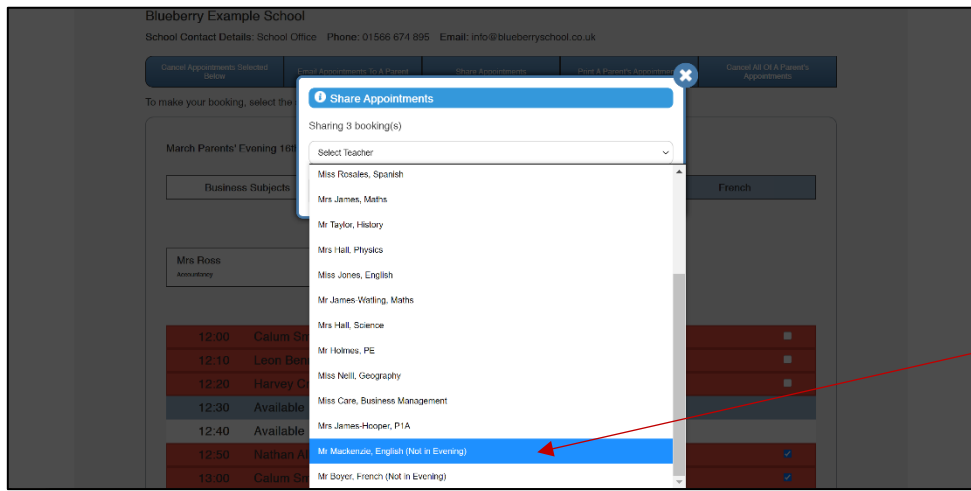 Blueberry Example School
School Contact Details: School Office Phone: 01566 674 895 Email: info@blueberryschool.co.uk
Cancel Appointments Selected Below
Email Appointments To A Parent
Share Appointments
Print A Parent's Appointments
Cancel All Of A Parent's Appointments
To make your booking, select the
Share Appointments
Sharing 3 booking(s)
March Parents' Evening 16th
Select Teacher
Business Subjects
French
Miss Rosales, Spanish
Mrs James, Maths
Mr Taylor, History
Mrs Hall, Physics
Miss Jones, English
Mr James-Watling, Maths
Mrs Hall, Science
Mr Holmes, PE
Miss Neill, Geography
Miss Care, Business Management
Mrs James-Hooper, P1A
Mr Mackenzie, English (Not in Evening)
Mr Boyer, French (Not in Evening)
Mrs Ross
Accountancy
12:00 Calum
12:10 Leon
12:20 Harvey
12:30 Available
12:40 Available
12:50 Nathan
13:00 Calum